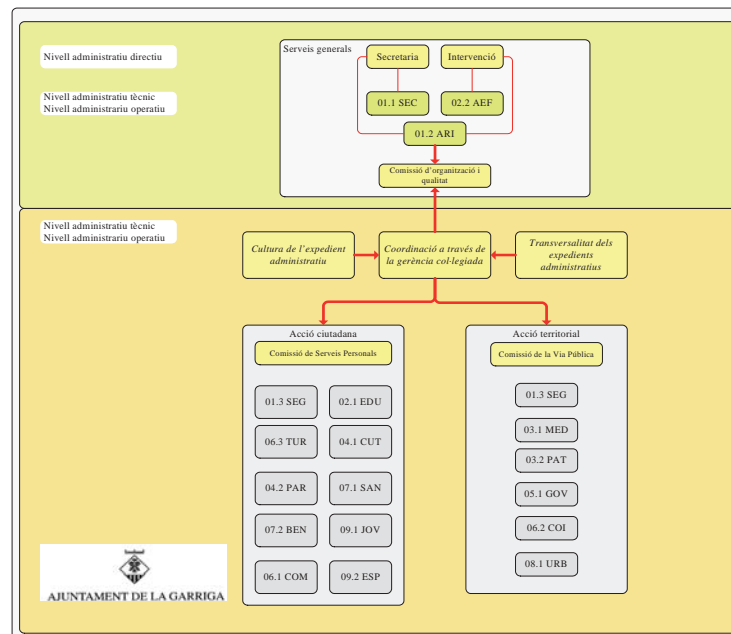 Serveis generals
Nivell administratiu directiu
Secretaria
Intervenció
Nivell administratiu tècnic
Nivell administrariu operatiu
01.1 SEC
02.2 AEF
01.2 ARI
Comissió d'organització i
qualitat
Nivell administratiu tècnic
Nivell administrariu operatiu
Cultura de l'expedient
administratiu
Coordinació a través de
la gerència col·legiada
Transversalitat dels
expedients
administratius
Acció ciutadana
Comissió de Serveis Personals
01.3 SEG
02.1 EDU
06.3 TUR
04.1 CUT
04.2 PAR
07.1 SAN
07.2 BEN
09.1 JOV
06.1 COM
09.2 ESP
Acció territorial
Comissió de la Via Pública
01.3 SEG
03.1 MED
03.2 PAT
05.1 GOV
06.2 COI
08.1 URB
AJUNTAMENT DE LA GARRIGA